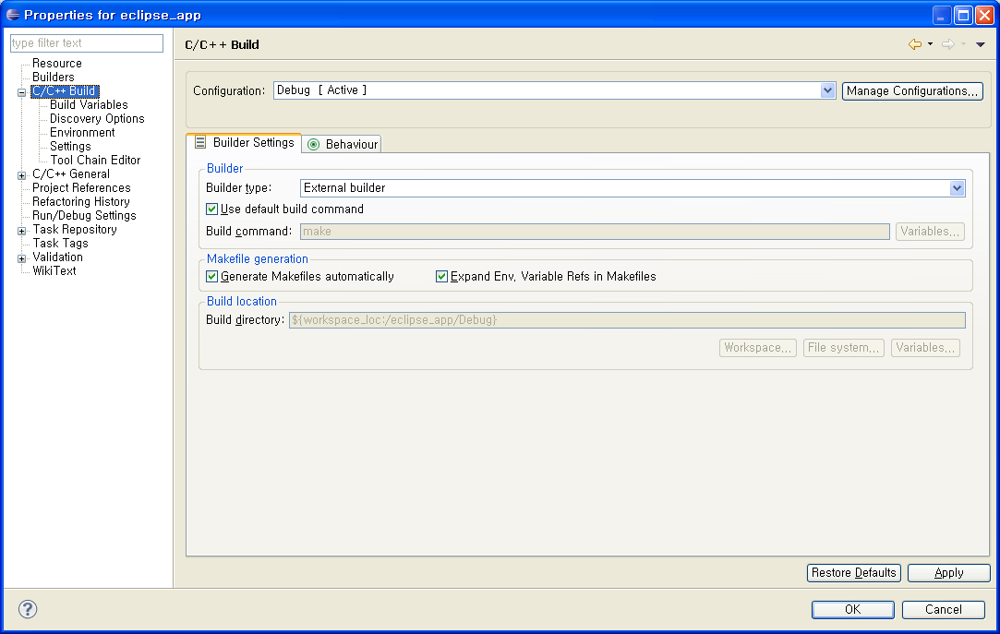 Properties for eclipse_app
type filter text
Resource
Builders
C/C++ Build
Build Variables
Discovery Options
Environment
Settings
Tool Chain Editor
C/C++ General
Project References
Refactoring History
Run/Debug Settings
Task Repository
Task Tags
Validation
WikiText
C/C++ Build
Configuration: Debug [ Active ] Manage Configurations...
Builder Settings Behaviour
Builder
Builder type: External builder
Use default build command
Build command: make Variables...
Makefile generation
Generate Makefiles automatically Expand Env. Variable Refs in Makefiles
Build location
Build directory: ${workspace_loc:/eclipse_app/Debug}
Workspace... File system... Variables...
Restore Defaults Apply
? OK Cancel